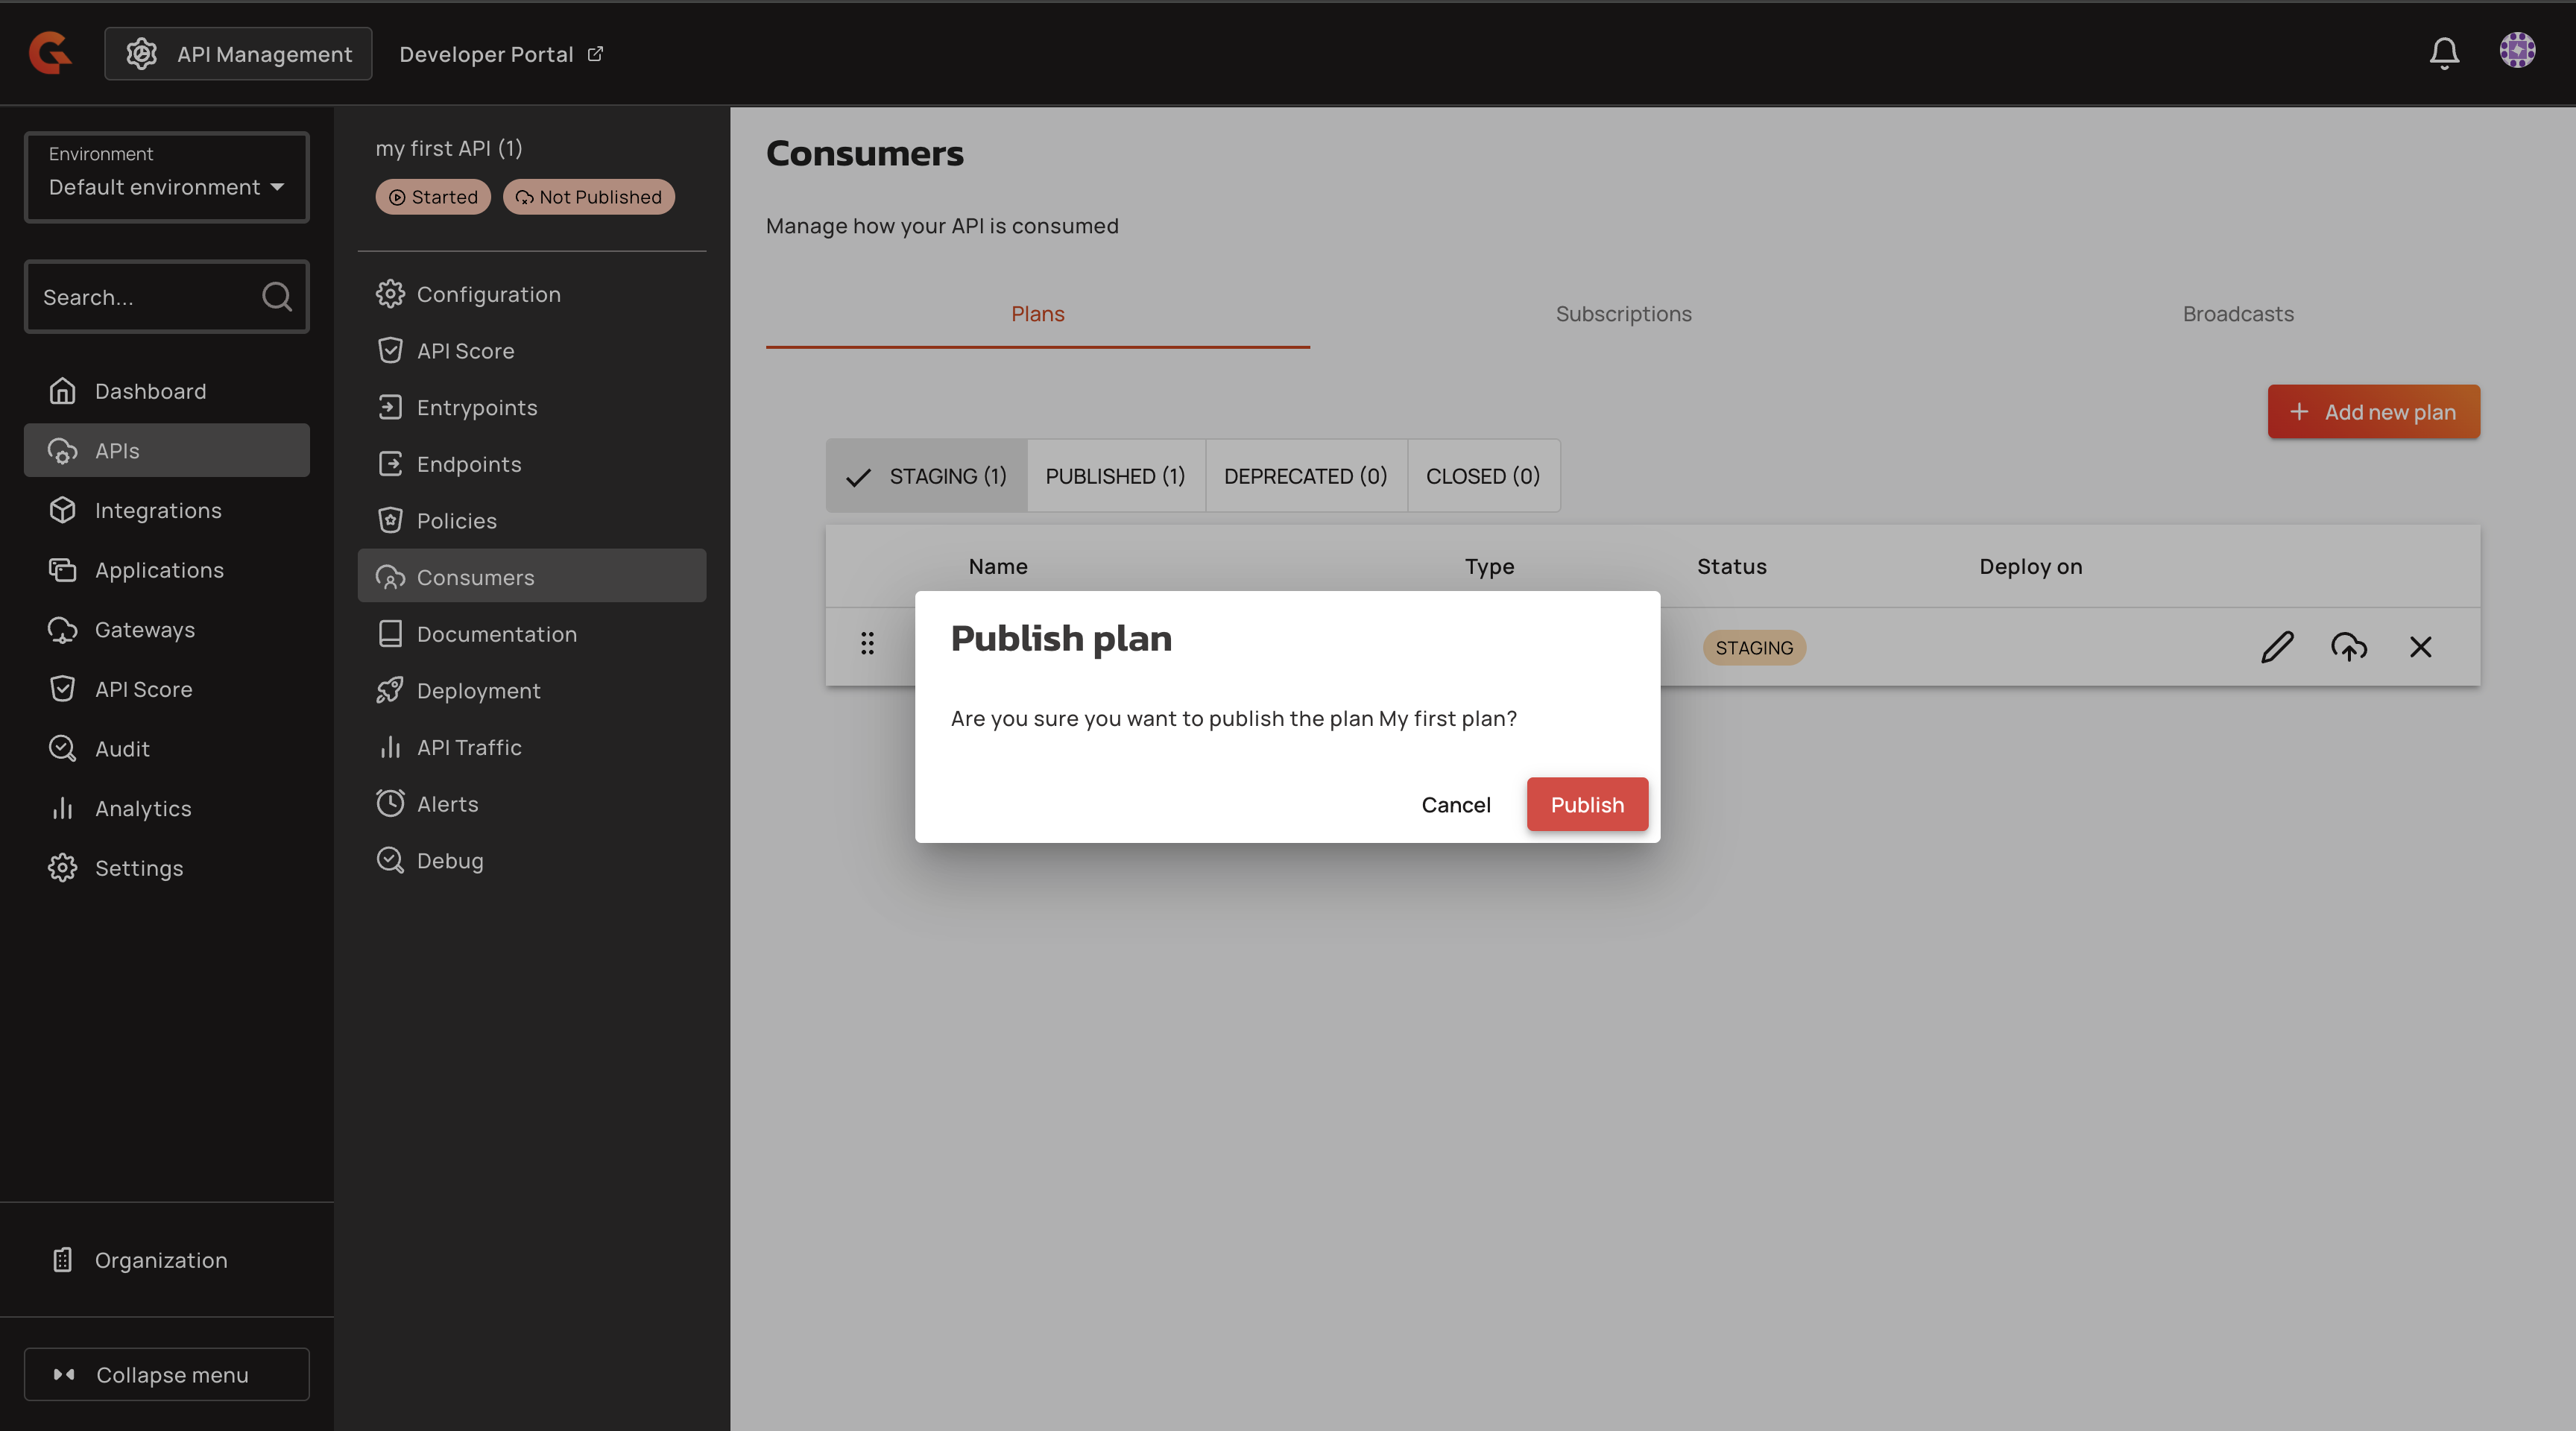 API Management
Developer Portal
Environment
Default environment
Search...
Dashboard
APIs
Integrations
Applications
Gateways
API Score
Audit
Analytics
Settings
Organization
Collapse menu
my first API (1)
Started
Not Published
Configuration
API Score
Entrypoints
Endpoints
Policies
Consumers
Documentation
Deployment
API Traffic
Alerts
Debug
Consumers
Manage how your API is consumed
Plans
Subscriptions
Broadcasts
Add new plan
STAGING (1)
PUBLISHED (1)
DEPRECATED (0)
CLOSED (0)
Name
Type
Status
Deploy on
STAGING
Publish plan
Are you sure you want to publish the plan My first plan?
Cancel
Publish